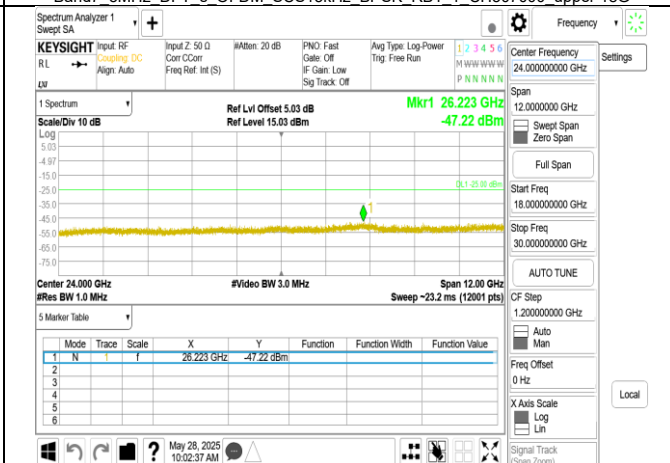 Spectrum Analyzer 1
Swept SA
Frequency
KEYSIGHT
Input: RF
Coupling: DC
Align: Auto
Input Z: 50 Ω
Corr CCorr
Freq Ref: Int (S)
#Atten: 20 dB
PNO: Fast
Gate: Off
IF Gain: Low
Sig Track: Off
Avg Type: Log-Power
Trig: Free Run
1 2 3 4 5 6
M W W W W W
P N N N N N
RL
LXI
Center Frequency
24.000000000 GHz
Settings
Span
12.0000000 GHz
Swept Span
Zero Span
Full Span
Start Freq
18.000000000 GHz
Stop Freq
30.000000000 GHz
AUTO TUNE
CF Step
1.200000000 GHz
Auto
Man
Freq Offset
0 Hz
X Axis Scale
Log
Lin
Signal Track
(Span Zoom)
Local
1 Spectrum
Scale/Div 10 dB
Ref Lvl Offset 5.03 dB
Ref Level 15.03 dBm
Mkr1 26.223 GHz
-47.22 dBm
Log
5.03
-4.97
-15.0
-25.0
-35.0
-45.0
-55.0
-65.0
-75.0
DL1 -25.00 dBm
1
Center 24.000 GHz
#Res BW 1.0 MHz
#Video BW 3.0 MHz
Span 12.00 GHz
Sweep ~23.2 ms (12001 pts)
5 Marker Table
Mode Trace Scale X Y Function Function Width Function Value
1 N 1 f 26.223 GHz -47.22 dBm
2
3
4
5
6
May 28, 2025
10:02:37 AM